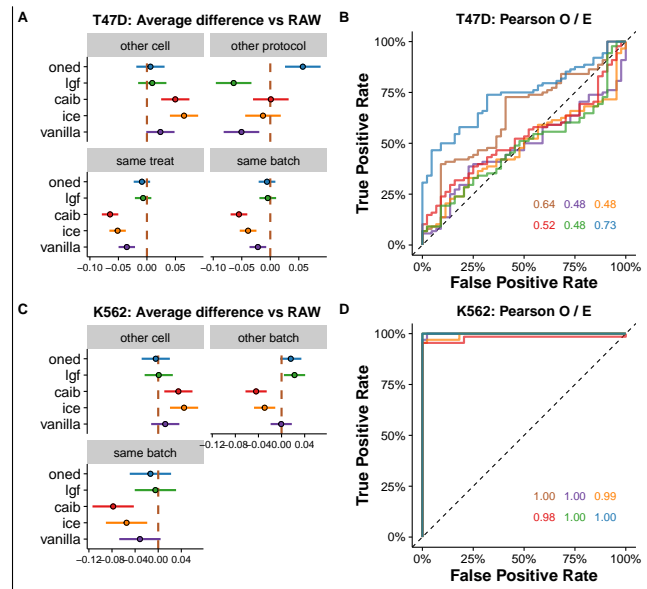 A
T47D: Average difference vs RAW
other cell
other protocol
oned
lgf
caib
ice
vanilla
same treat
same batch
oned
lgf
caib
ice
vanilla
−0.10 −0.05 0.00 0.05
−0.10 −0.05 0.00 0.05
B
T47D: Pearson O / E
True Positive Rate
100%
75%
50%
25%
0%
0.64 0.48 0.48
0.52 0.48 0.73
0% 25% 50% 75% 100%
False Positive Rate
C
K562: Average difference vs RAW
other cell
other batch
oned
lgf
caib
ice
vanilla
−0.12−0.08−0.04 0.00 0.04
same batch
oned
lgf
caib
ice
vanilla
−0.12−0.08−0.04 0.00 0.04
D
K562: Pearson O / E
True Positive Rate
100%
75%
50%
25%
0%
1.00 1.00 0.99
0.98 1.00 1.00
0% 25% 50% 75% 100%
False Positive Rate